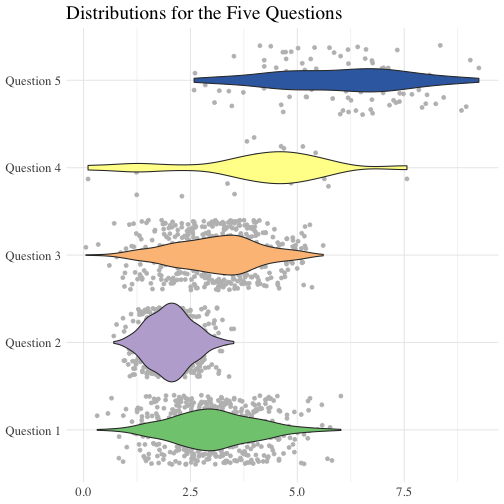 Distributions for the Five Questions
Question 5
Question 4
Question 3
Question 2
Question 1
0.0 2.5 5.0 7.5